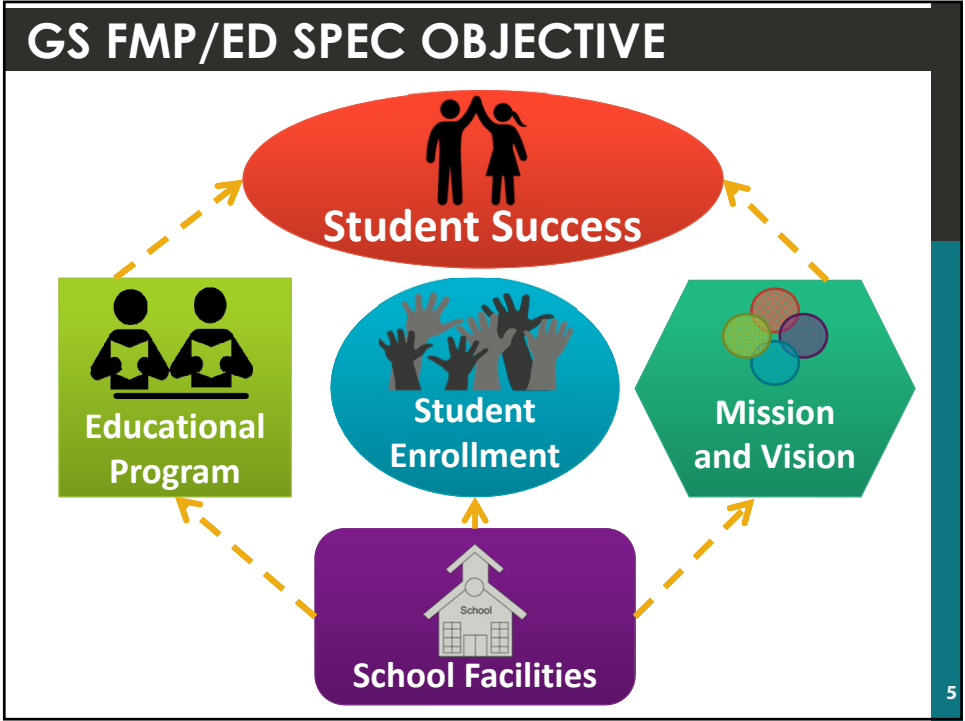 GS FMP/ED SPEC OBJECTIVE
Student Success
Educational
Program
Student
Enrollment
Mission
and Vision
School
School Facilities
5